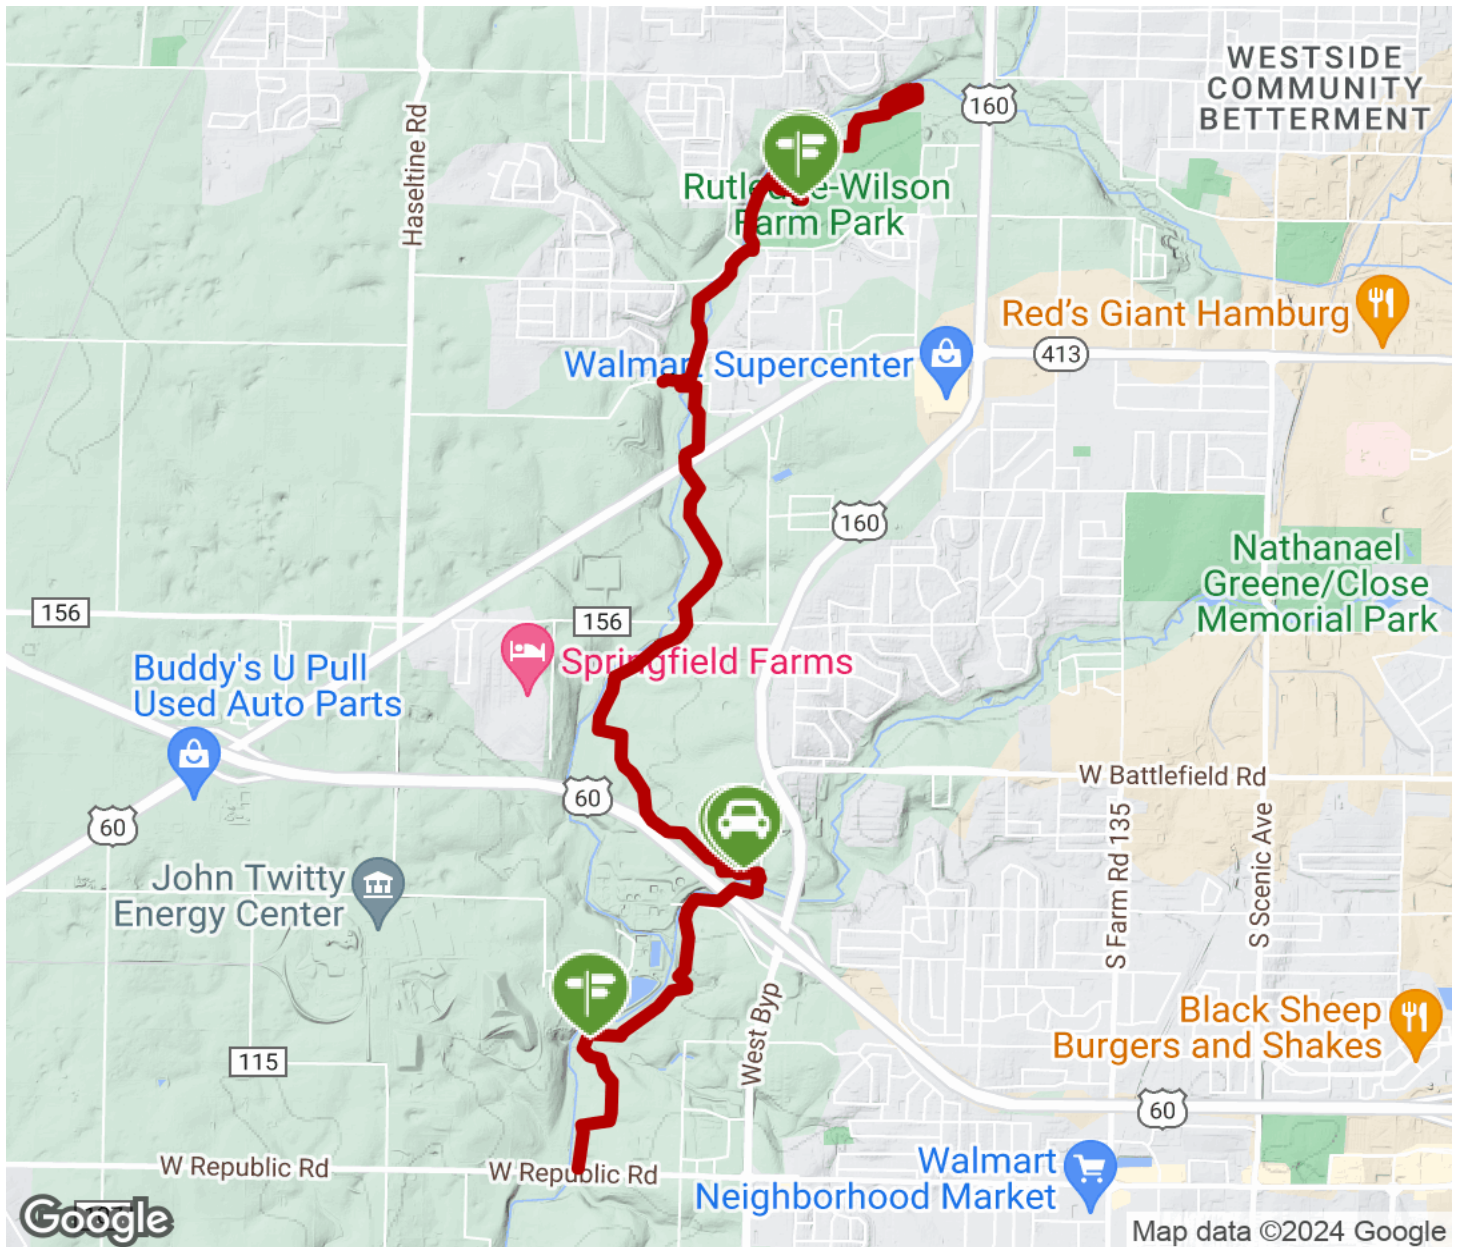 WESTSIDE
COMMUNITY
BETTERMENT
160
Haseltine Rd
Rutledge-Wilson
Farm Park
Red's Giant Hamburg
Walmart Supercenter
413
160
Nathanael
Greene/Close
Memorial Park
156
156
Springfield Farms
Buddy's U Pull
Used Auto Parts
W Battlefield Rd
60
60
S Farm Rd 135
S Scenic Ave
John Twitty
Energy Center
West Byp
Black Sheep
Burgers and Shakes
115
60
W Republic Rd
W Republic Rd
Walmart
Neighborhood Market
Google
Map data ©2024 Google